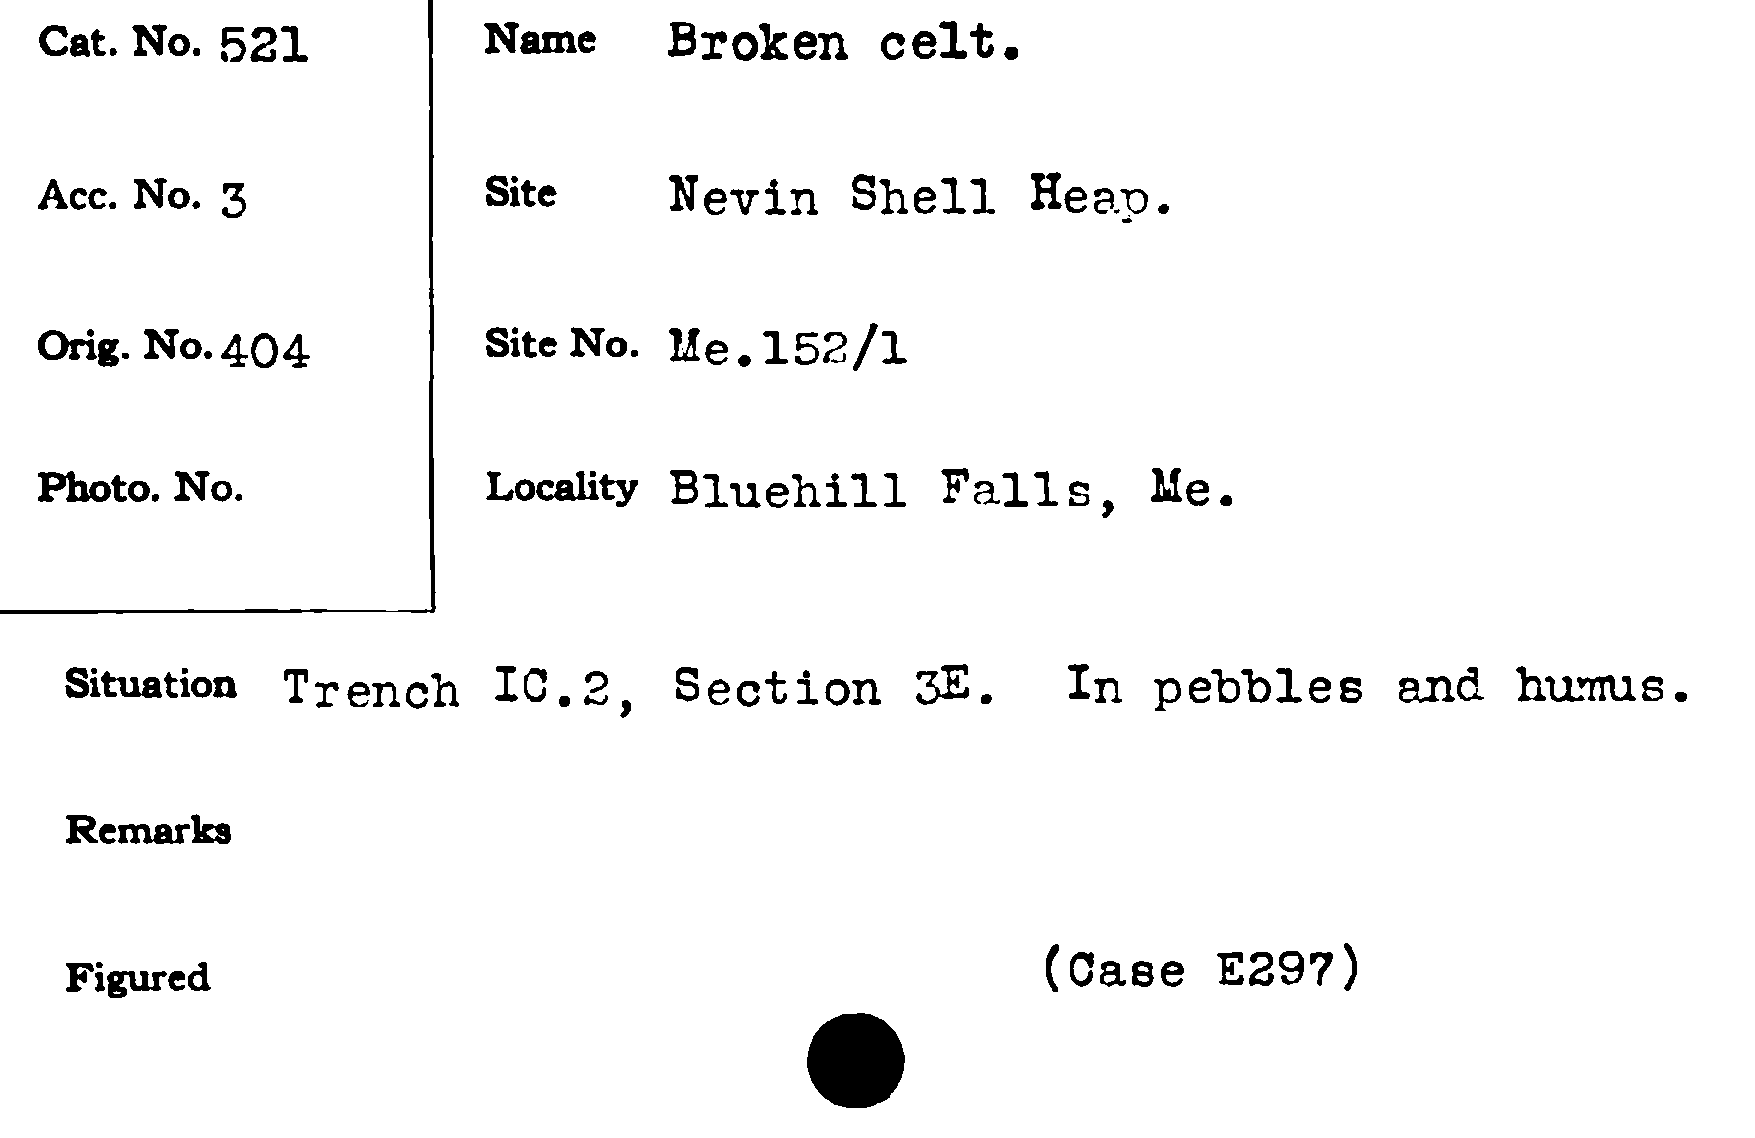 Cat. No. 521
Name Broken celt.
Acc. No. 3
Site Nevin Shell Heap.
Orig. No. 404
Site No. Me.152/1
Photo. No.
Locality Bluehill Falls, Me.
Situation Trench IC.2, Section 3E. In pebbles and humus.
Remarks
Figured
(Case E297)